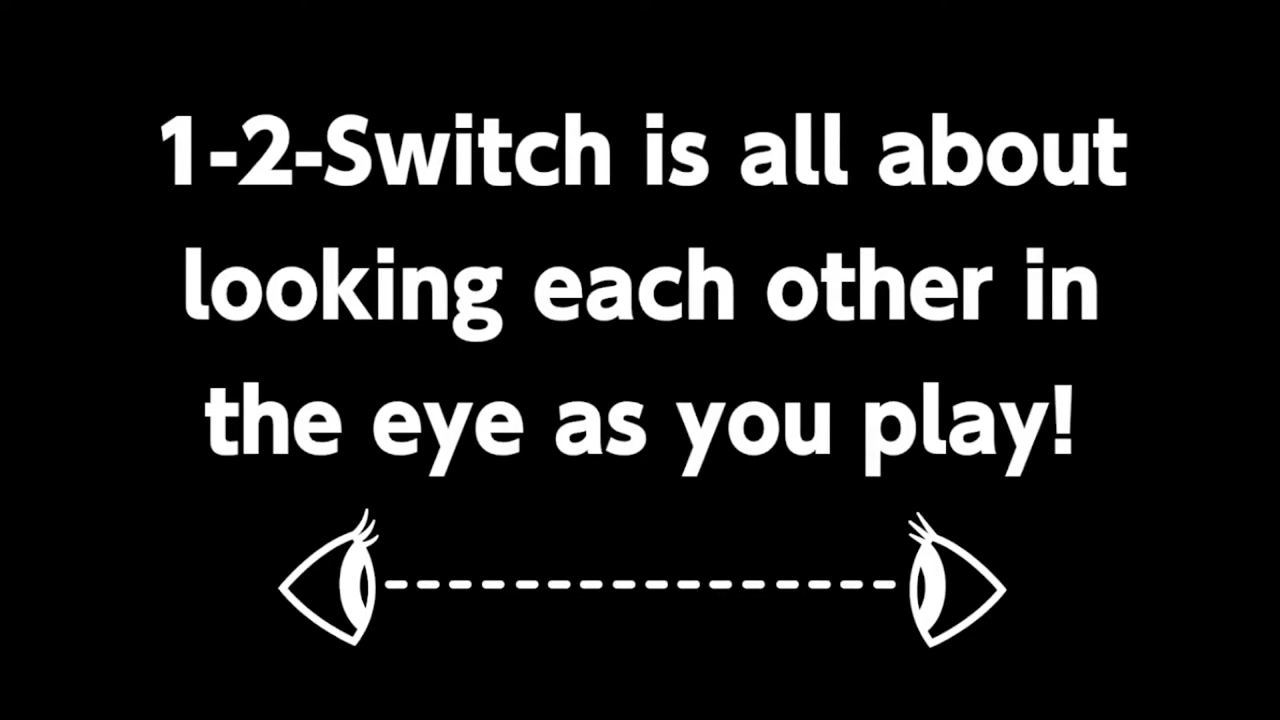 1-2-Switch is all about
looking each other in
the eye as you play!